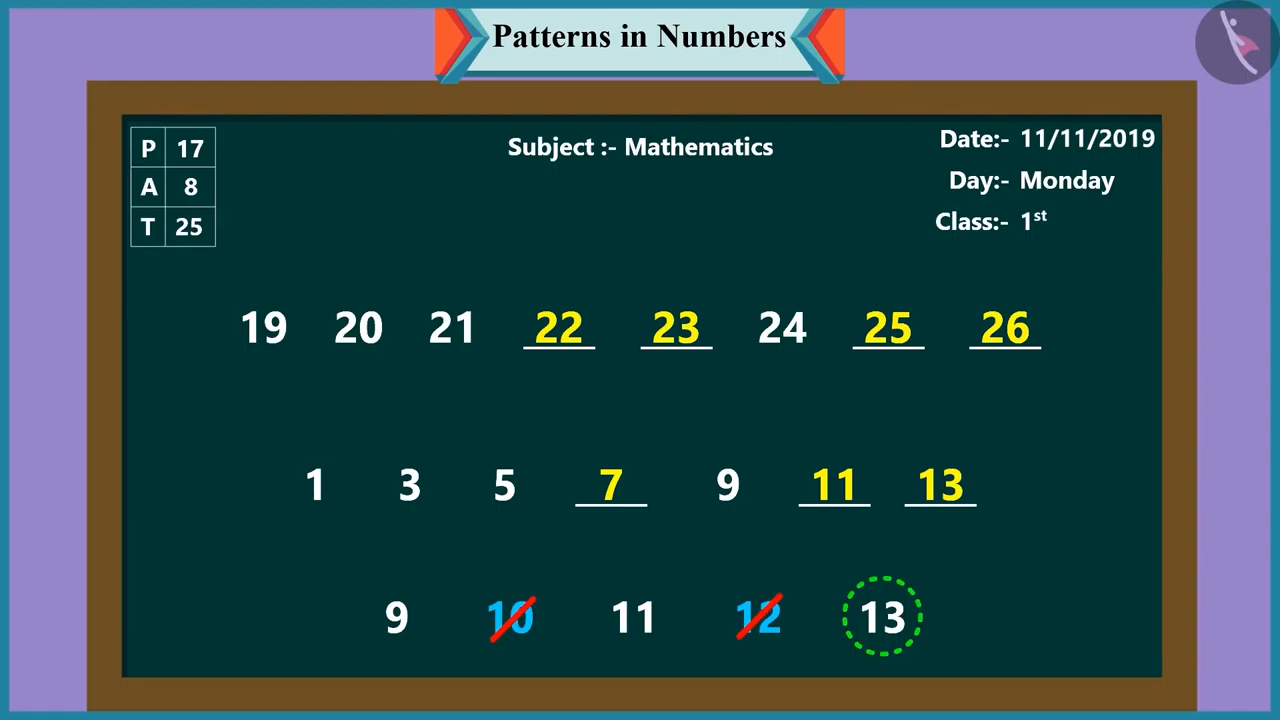 Patterns in Numbers
P 17
A 8
T 25
Subject :- Mathematics
Date:- 11/11/2019
Day:- Monday
Class:- 1st
19 20 21 22 23 24 25 26
1 3 5 7 9 11 13
9 10 11 12 13